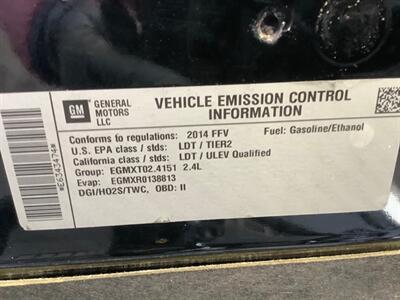 GM
GENERAL MOTORS LLC
VEHICLE EMISSION CONTROL INFORMATION
Conforms to regulations: 2014 FFV Fuel: Gasoline/Ethanol
U.S. EPA class / stds: LDT / TIER2
California class / stds: LDT / ULEV Qualified
Group: EGMXT02.4151 2.4L
Evap: EGMXR0138813
DGI/HO2S/TWC, OBD: II